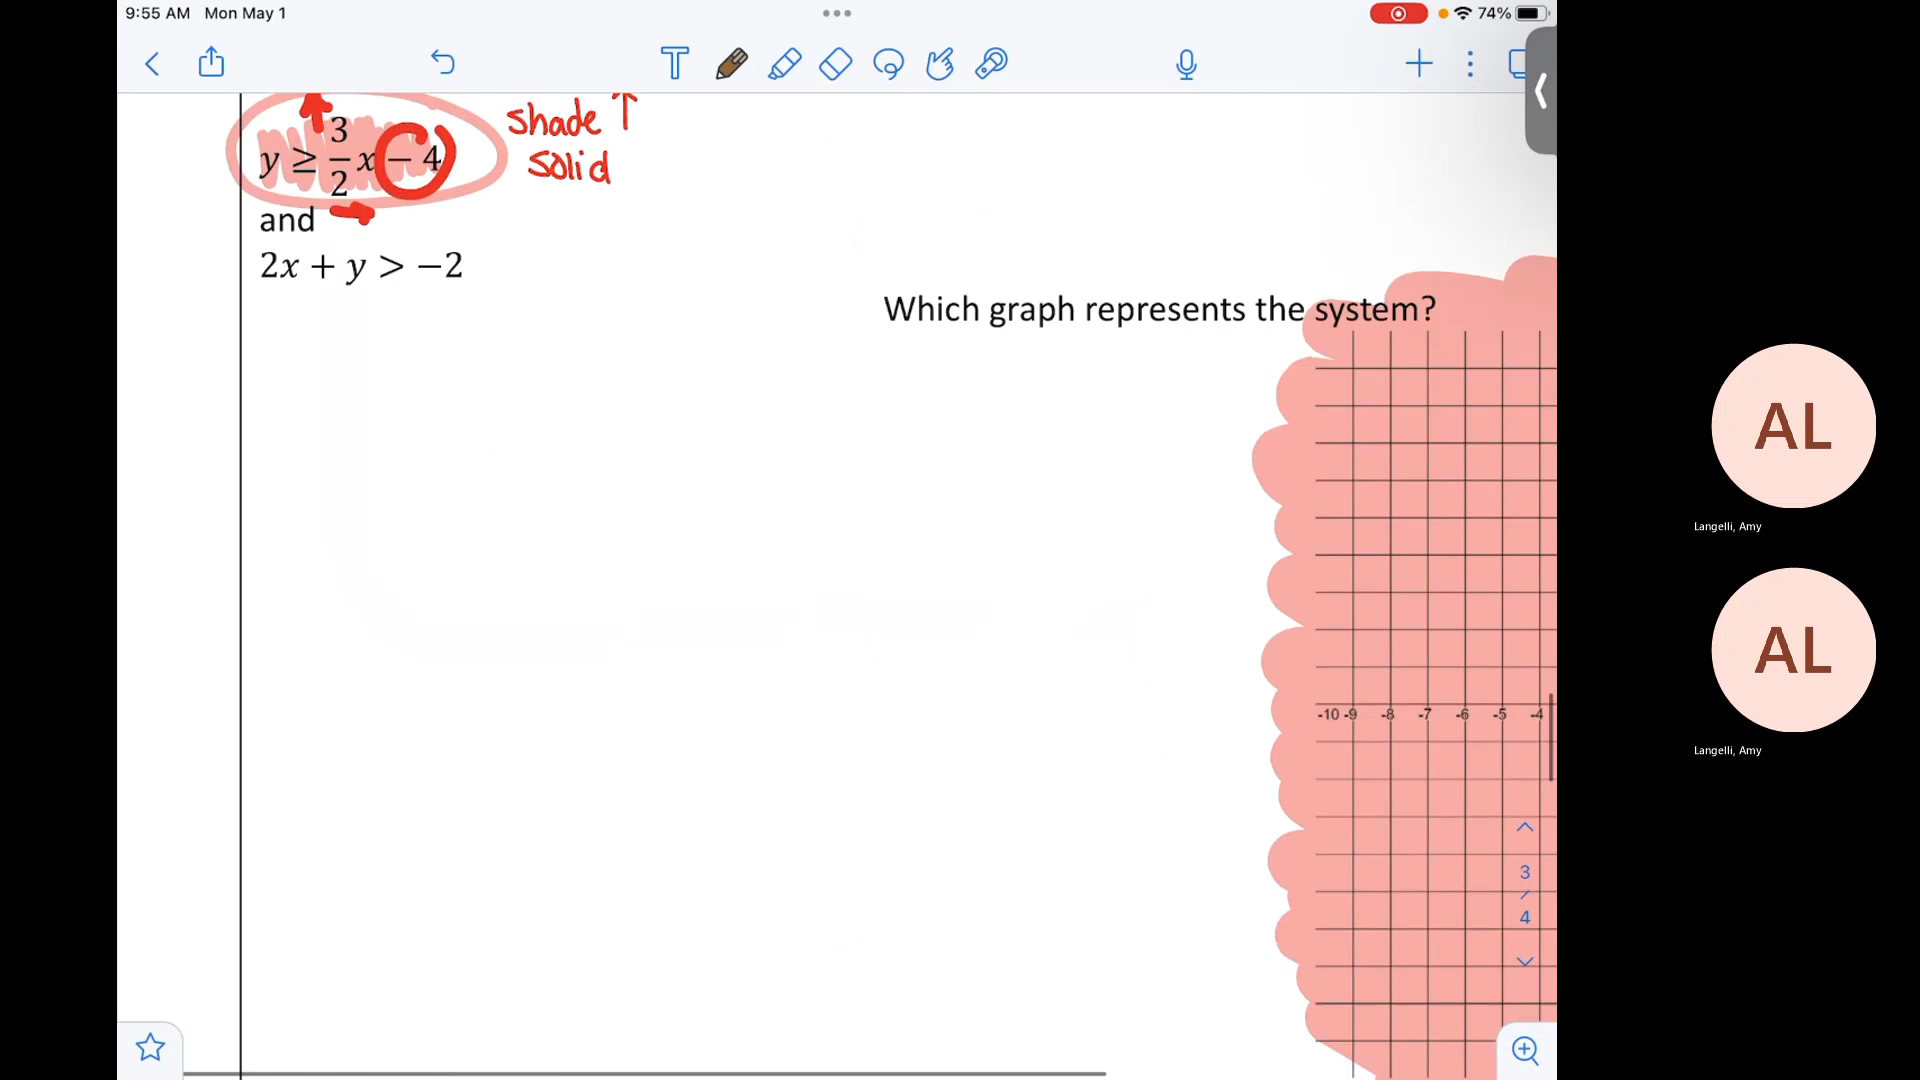 9:55 AM Mon May 1
74%
shade ↑
solid
y ≥ 3/2 x − 4
and
2x + y > −2
Which graph represents the system?
-10 -9 -8 -7 -6 -5 -4
3
/
4
AL
Langelli, Amy
AL
Langelli, Amy